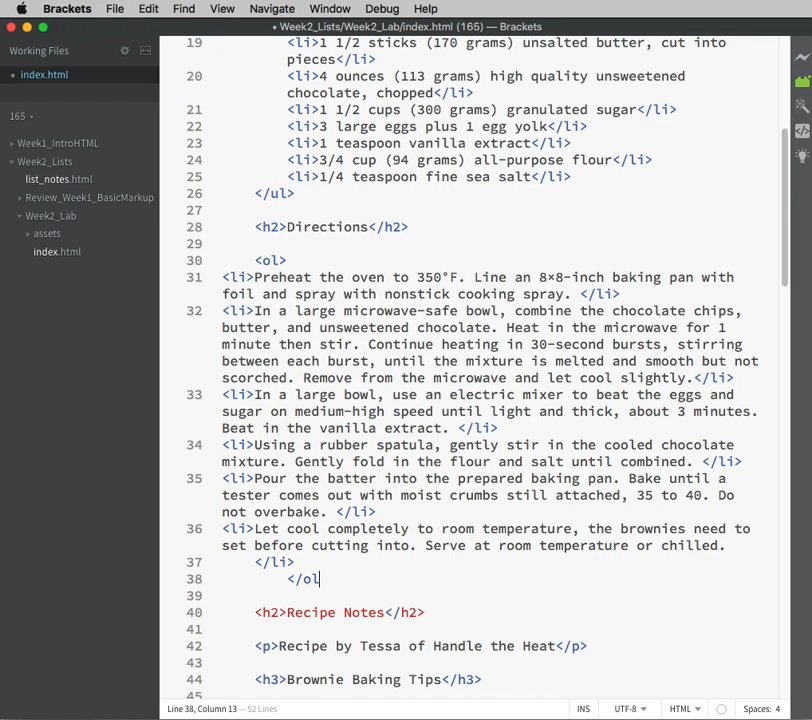 Brackets File Edit Find View Navigate Window Debug Help
• Week2_Lists/Week2_Lab/index.html (165) — Brackets
Working Files
• index.html
165
Week1_IntroHTML
Week2_Lists
list_notes.html
Review_Week1_BasicMarkup
Week2_Lab
assets
index.html
19 <li>1 1/2 sticks (170 grams) unsalted butter, cut into
pieces</li>
20 <li>4 ounces (113 grams) high quality unsweetened
chocolate, chopped</li>
21 <li>1 1/2 cups (300 grams) granulated sugar</li>
22 <li>3 large eggs plus 1 egg yolk</li>
23 <li>1 teaspoon vanilla extract</li>
24 <li>3/4 cup (94 grams) all-purpose flour</li>
25 <li>1/4 teaspoon fine sea salt</li>
26 </ul>
27
28 <h2>Directions</h2>
29
30 <ol>
31 <li>Preheat the oven to 350°F. Line an 8×8-inch baking pan with
foil and spray with nonstick cooking spray. </li>
32 <li>In a large microwave-safe bowl, combine the chocolate chips,
butter, and unsweetened chocolate. Heat in the microwave for 1
minute then stir. Continue heating in 30-second bursts, stirring
between each burst, until the mixture is melted and smooth but not
scorched. Remove from the microwave and let cool slightly.</li>
33 <li>In a large bowl, use an electric mixer to beat the eggs and
sugar on medium-high speed until light and thick, about 3 minutes.
Beat in the vanilla extract. </li>
34 <li>Using a rubber spatula, gently stir in the cooled chocolate
mixture. Gently fold in the flour and salt until combined. </li>
35 <li>Pour the batter into the prepared baking pan. Bake until a
tester comes out with moist crumbs still attached, 35 to 40. Do
not overbake. </li>
36 <li>Let cool completely to room temperature, the brownies need to
set before cutting into. Serve at room temperature or chilled.
37 </li>
38 </ol
39
40 <h2>Recipe Notes</h2>
41
42 <p>Recipe by Tessa of Handle the Heat</p>
43
44 <h3>Brownie Baking Tips</h3>
45
Line 38, Column 13 — 52 Lines INS UTF-8 HTML Spaces: 4